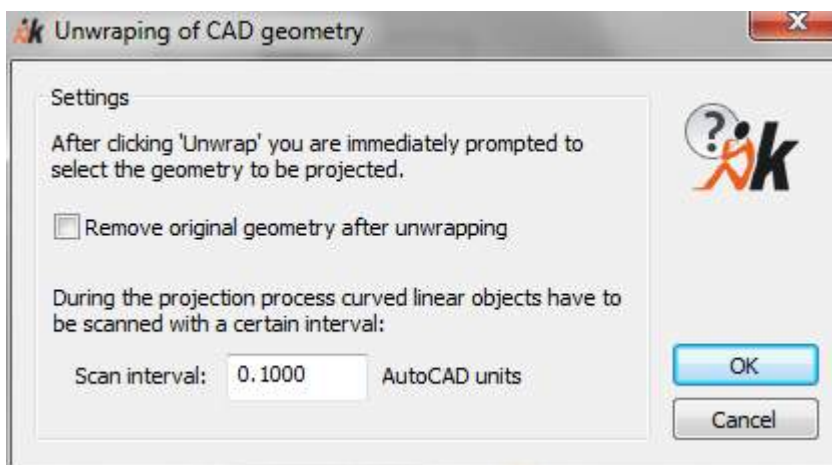 k Unwraping of CAD geometry
Settings
After clicking 'Unwrap' you are immediately prompted to
select the geometry to be projected.
Remove original geometry after unwrapping
During the projection process curved linear objects have to
be scanned with a certain interval:
Scan interval: 0.1000 AutoCAD units
? k
OK
Cancel